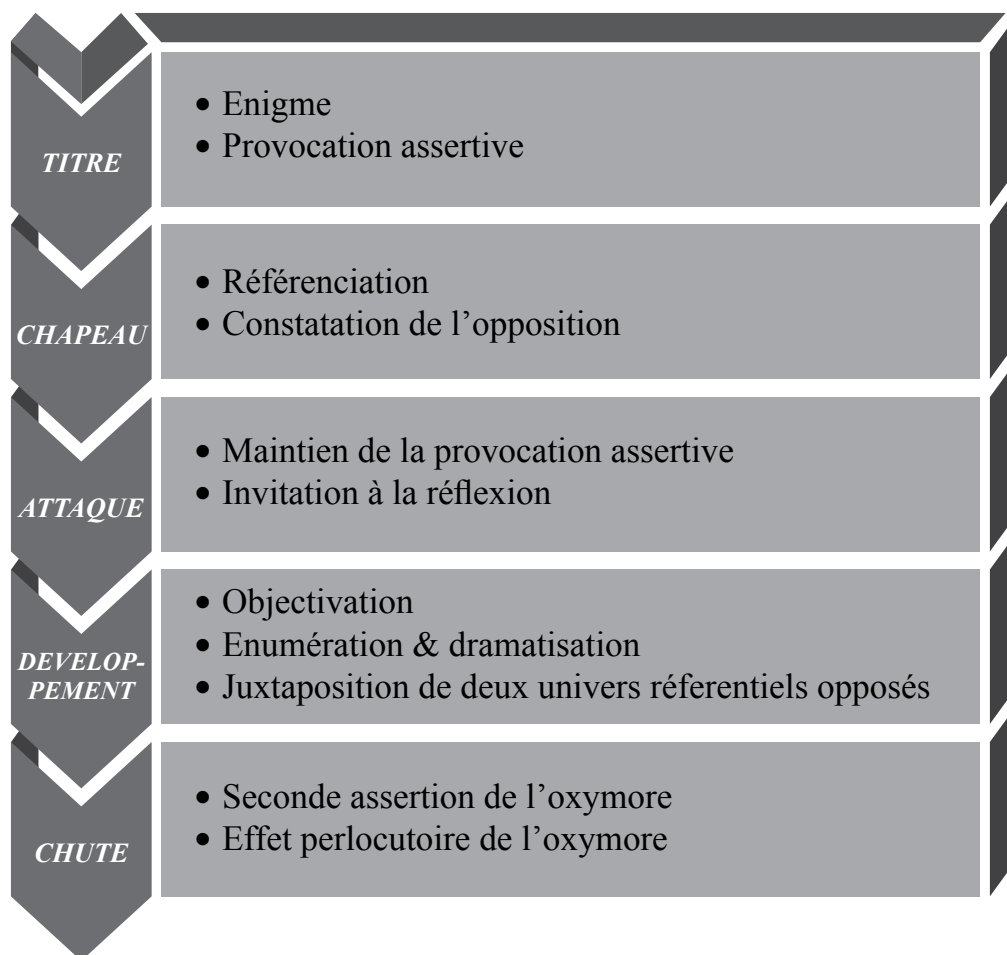 TITRE
• Enigme
• Provocation assertive
CHAPEAU
• Référenciation
• Constatation de l’opposition
ATTAQUE
• Maintien de la provocation assertive
• Invitation à la réflexion
DEVELOP-
PEMENT
• Objectivation
• Enumération & dramatisation
• Juxtaposition de deux univers réferentiels opposés
CHUTE
• Seconde assertion de l’oxymore
• Effet perlocutoire de l’oxymore